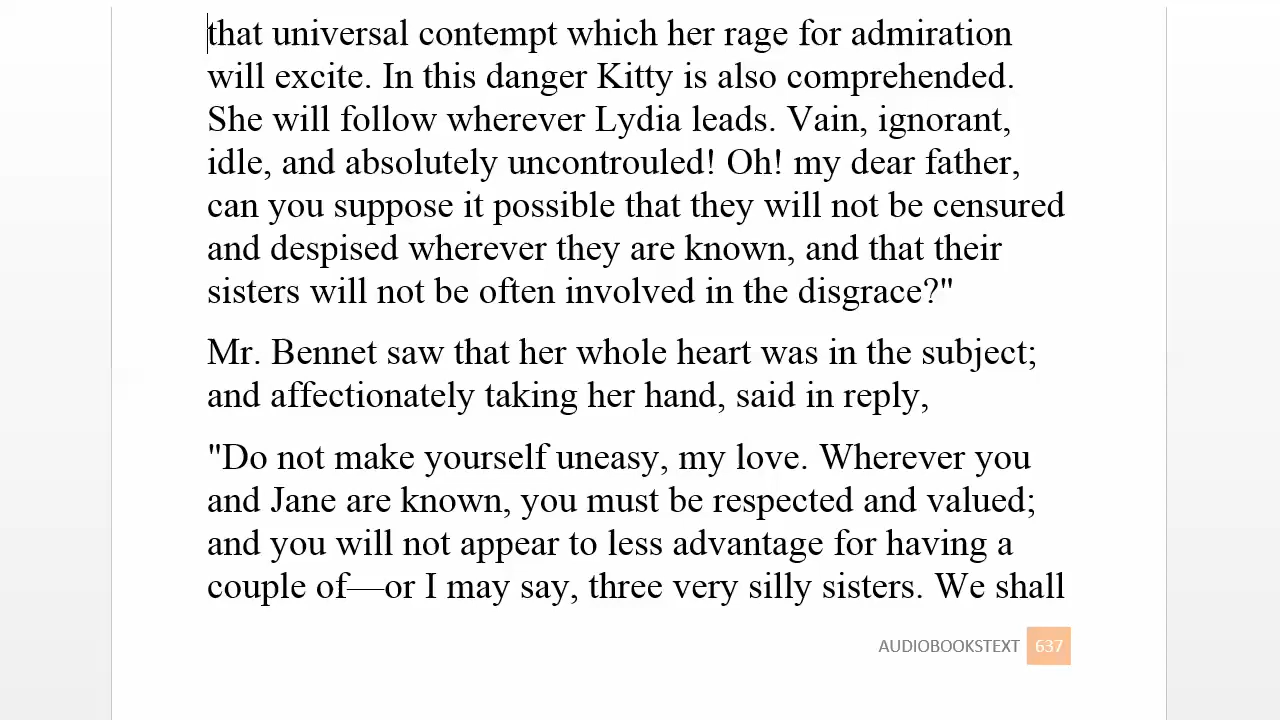 that universal contempt which her rage for admiration
will excite. In this danger Kitty is also comprehended.
She will follow wherever Lydia leads. Vain, ignorant,
idle, and absolutely uncontrouled! Oh! my dear father,
can you suppose it possible that they will not be censured
and despised wherever they are known, and that their
sisters will not be often involved in the disgrace?"
Mr. Bennet saw that her whole heart was in the subject;
and affectionately taking her hand, said in reply,
"Do not make yourself uneasy, my love. Wherever you
and Jane are known, you must be respected and valued;
and you will not appear to less advantage for having a
couple of—or I may say, three very silly sisters. We shall
AUDIOBOOKSTEXT 637